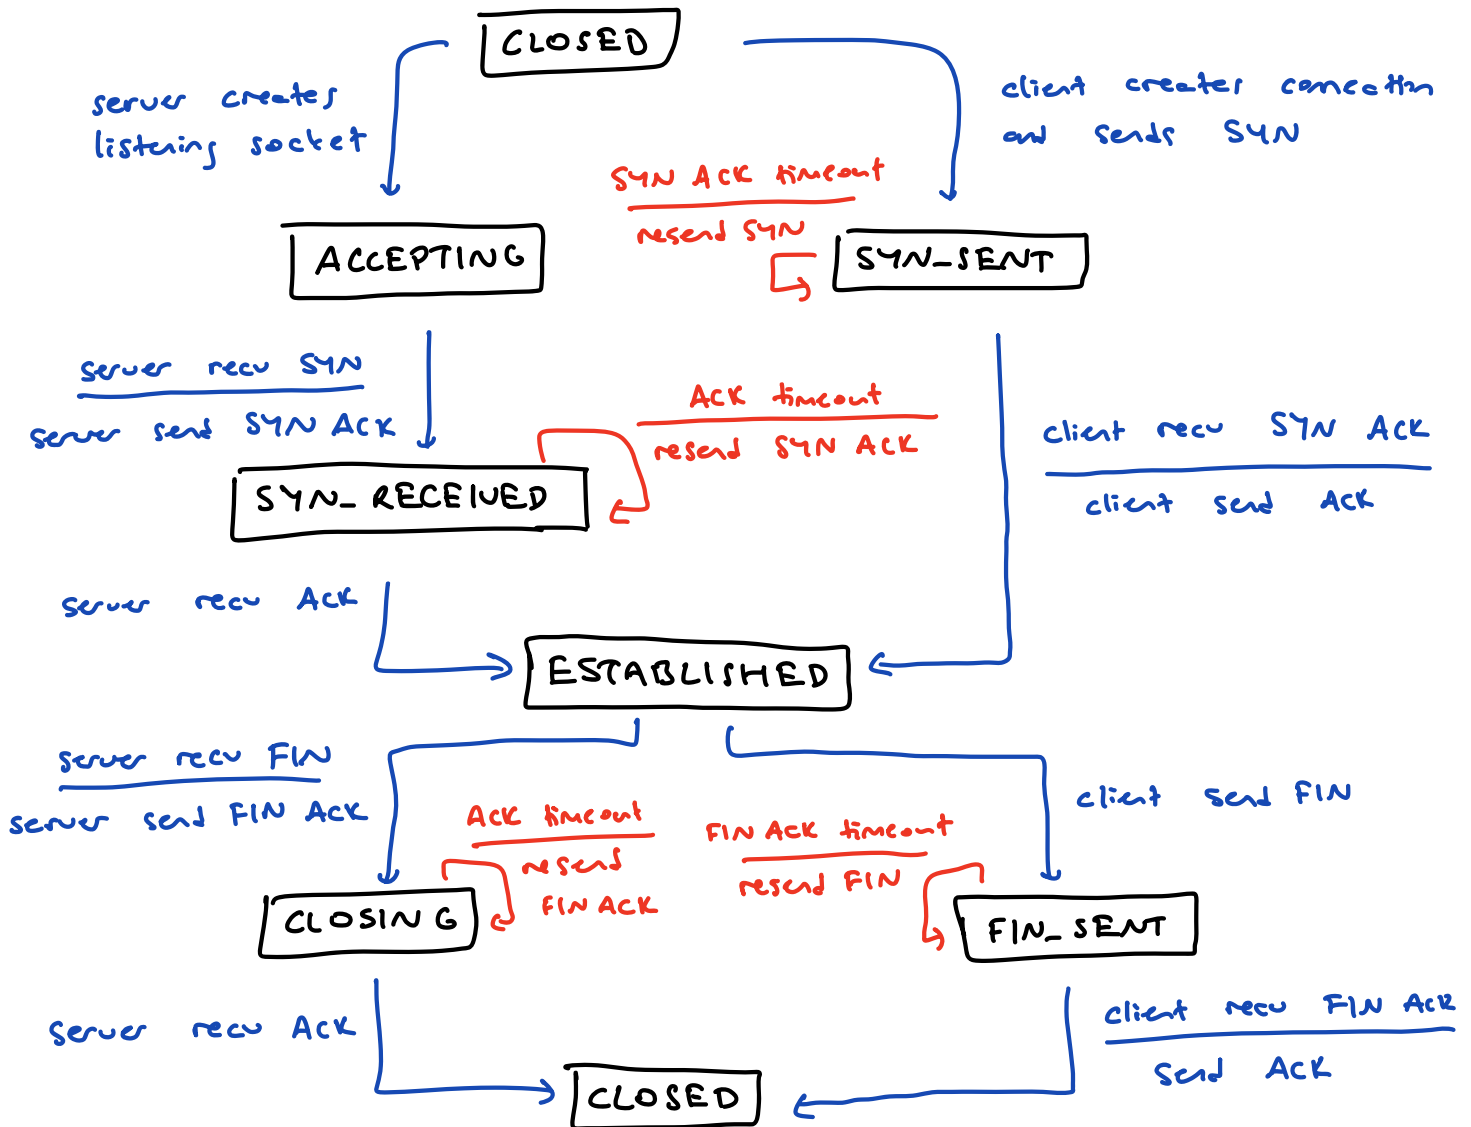 CLOSED
server creates
listening socket
client creates connection
and sends SYN
SYN ACK timeout
resend SYN
ACCEPTING
SYN_SENT
server recv SYN
server send SYN ACK
ACK timeout
resend SYN ACK
client recv SYN ACK
client send ACK
SYN_RECEIVED
server recv ACK
ESTABLISHED
server recv FIN
server send FIN ACK
ACK timeout
resend
FIN ACK
FIN ACK timeout
resend FIN
client send FIN
CLOSING
FIN_SENT
server recv ACK
client recv FIN ACK
send ACK
CLOSED